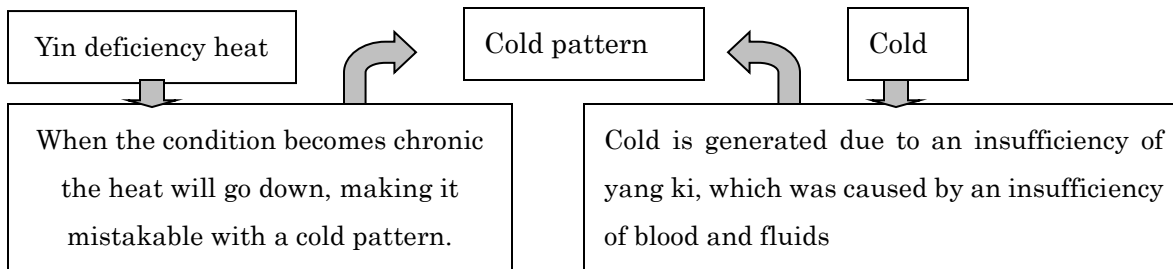 Yin deficiency heat
Cold pattern
Cold
When the condition becomes chronic
the heat will go down, making it
mistakable with a cold pattern.
Cold is generated due to an insufficiency of
yang ki, which was caused by an insufficiency
of blood and fluids